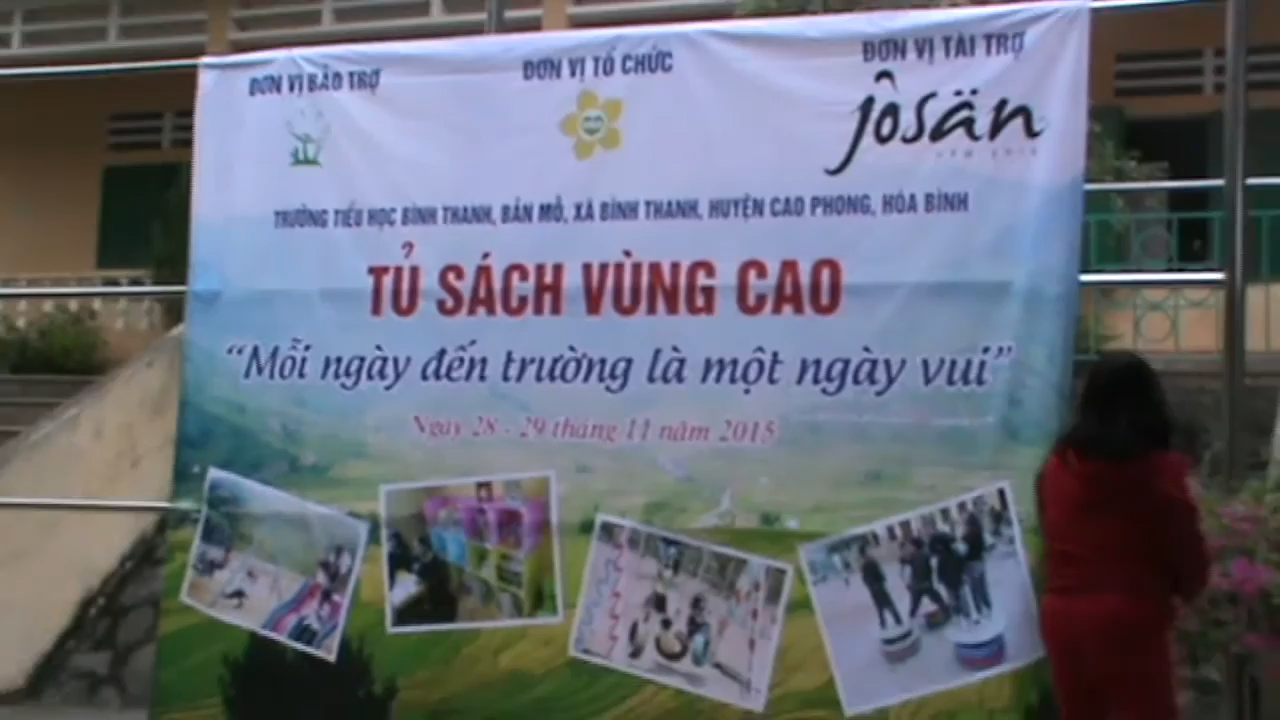 ĐƠN VỊ BẢO TRỢ
ĐƠN VỊ TỔ CHỨC
ĐƠN VỊ TÀI TRỢ
jôsän
TRƯỜNG TIỂU HỌC BÌNH THANH, BẢN MỖ, XÃ BÌNH THANH, HUYỆN CAO PHONG, HÒA BÌNH
TỦ SÁCH VÙNG CAO
“Mỗi ngày đến trường là một ngày vui”
Ngày 28 - 29 tháng 11 năm 2015